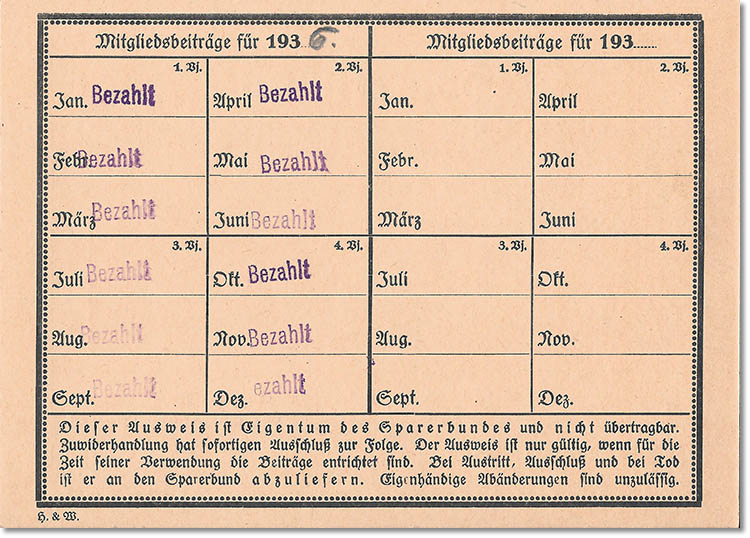 Mitgliedsbeiträge für 1936. Mitgliedsbeiträge für 193......
1. Vj. 2. Vj. 1. Vj. 2. Vj.
Jan. Bezahlt April Bezahlt Jan. April
Febr. Bezahlt Mai Bezahlt Febr. Mai
März Bezahlt Juni Bezahlt März Juni
3. Vj. 4. Vj. 3. Vj. 4. Vj.
Juli Bezahlt Okt. Bezahlt Juli Okt.
Aug. Bezahlt Nov. Bezahlt Aug. Nov.
Sept. Bezahlt Dez. ezahlt Sept. Dez.
Dieser Ausweis ist Eigentum des Sparerbundes und nicht übertragbar.
Zuwiderhandlung hat sofortigen Ausschluß zur Folge. Der Ausweis ist nur gültig, wenn für die
Zeit seiner Verwendung die Beiträge entrichtet sind. Bei Austritt, Ausschluß und bei Tod
ist er an den Sparerbund abzuliefern. Eigenhändige Abänderungen sind unzulässig.
H. & W.